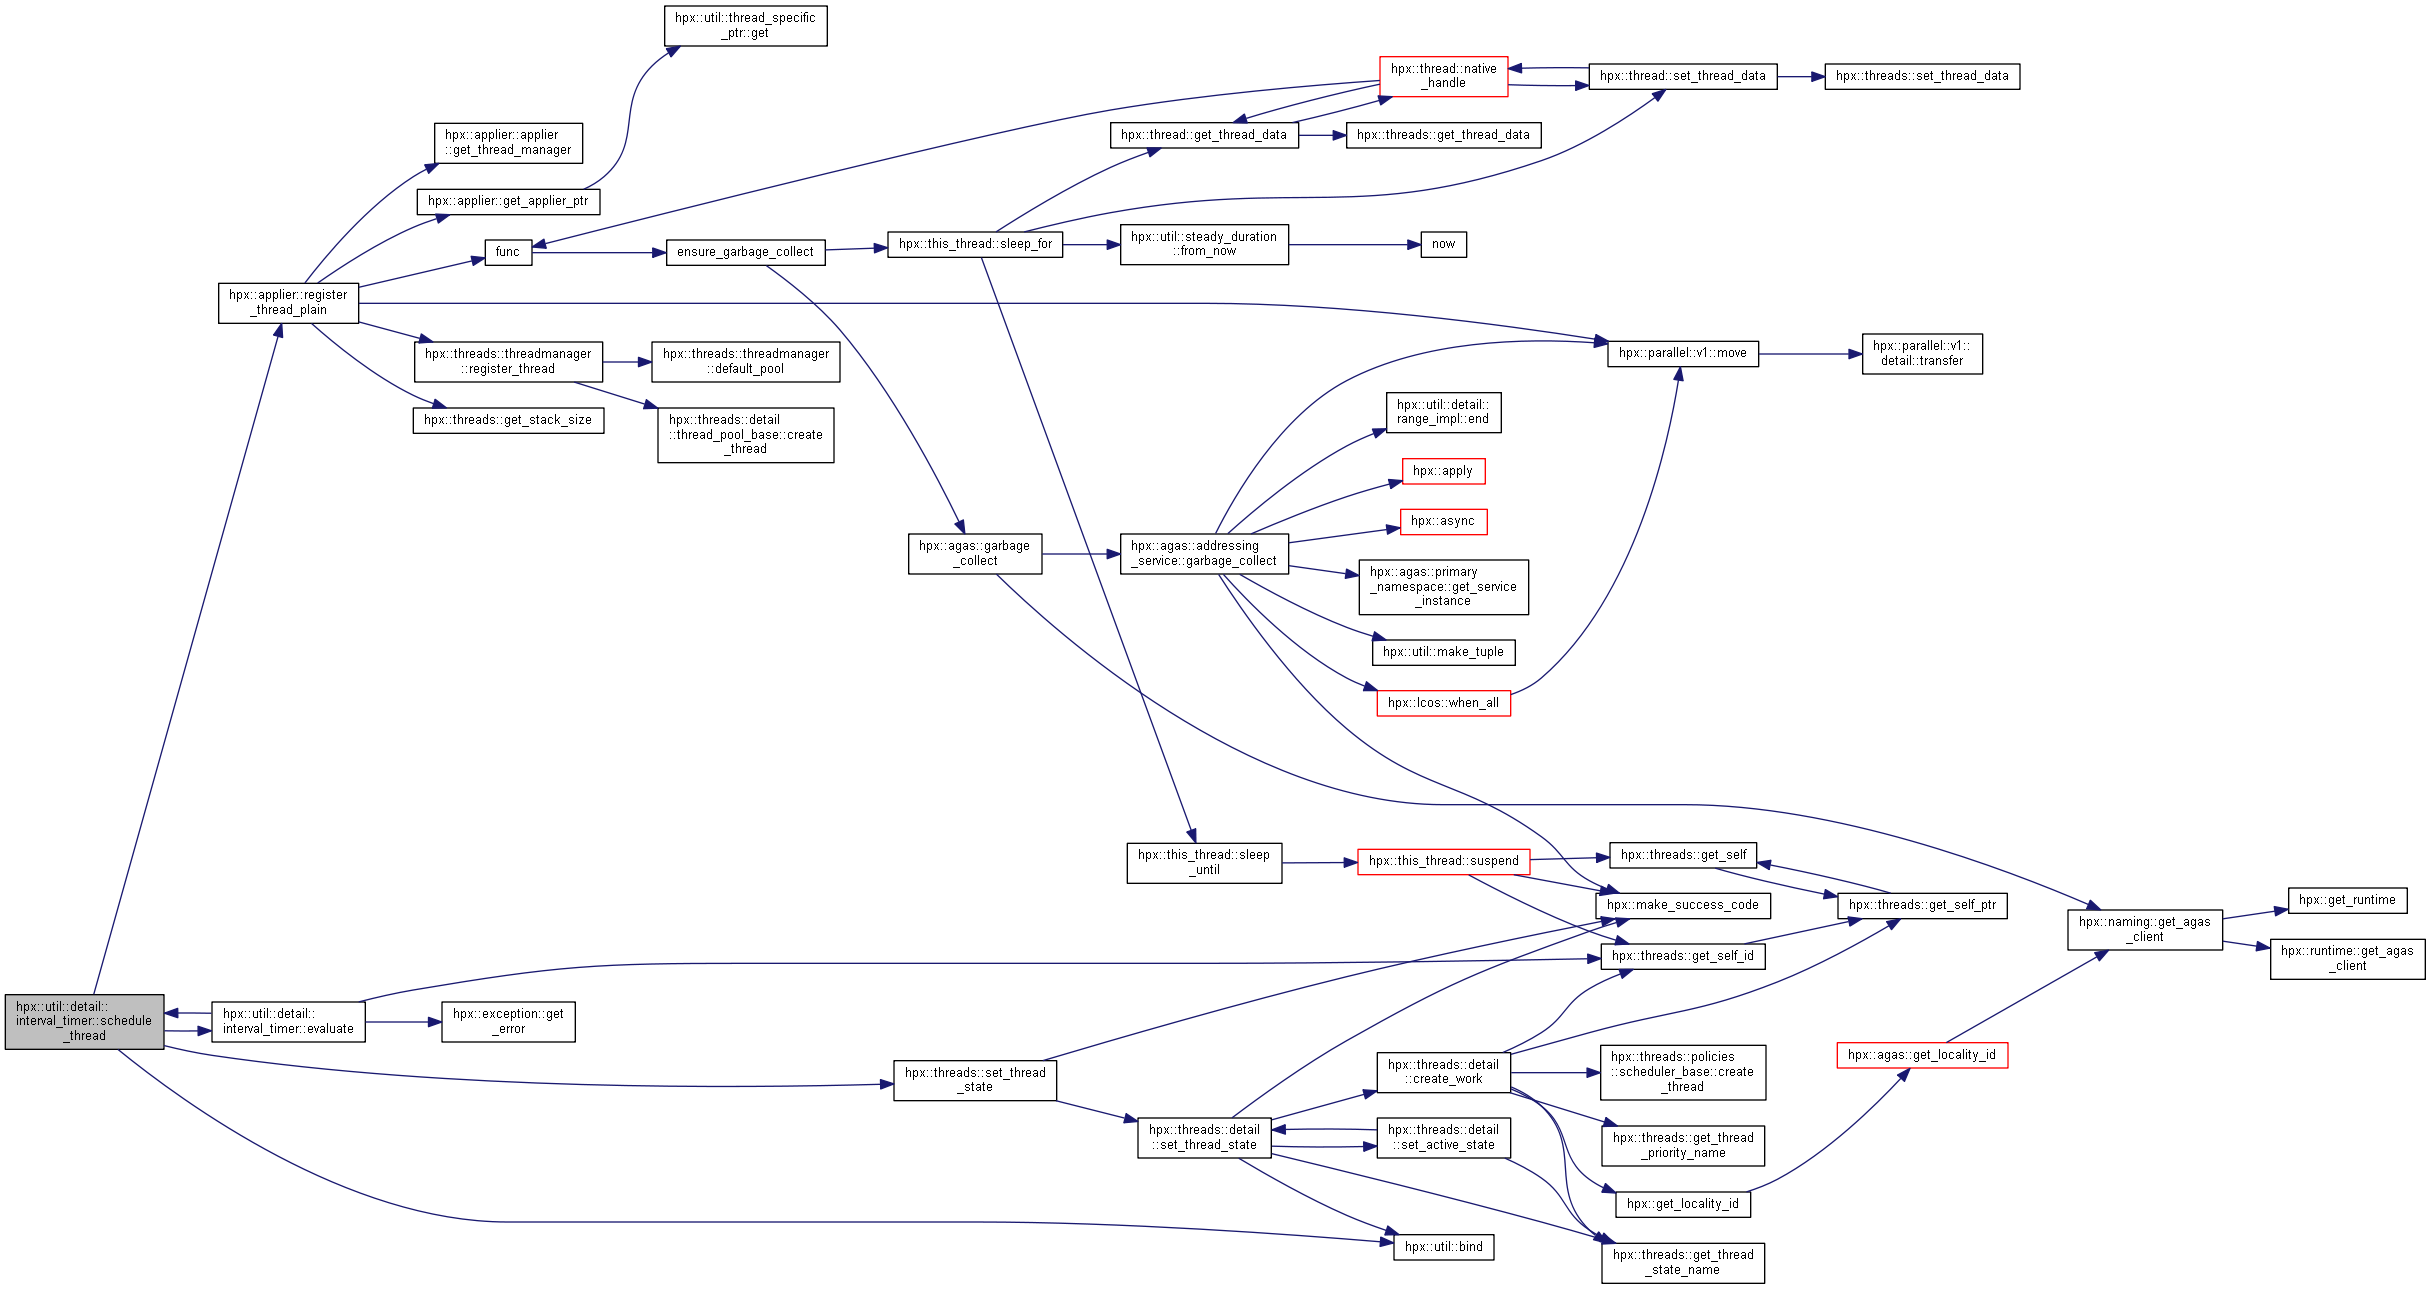 hpx::util::thread_specific
_ptr::get
hpx::thread::native
_handle
hpx::thread::set_thread_data
hpx::threads::set_thread_data
hpx::applier::applier
::get_thread_manager
hpx::thread::get_thread_data
hpx::threads::get_thread_data
hpx::applier::get_applier_ptr
func
ensure_garbage_collect
hpx::this_thread::sleep_for
hpx::util::steady_duration
::from_now
now
hpx::applier::register
_thread_plain
hpx::threads::threadmanager
::register_thread
hpx::threads::threadmanager
::default_pool
hpx::parallel::v1::move
hpx::parallel::v1::
detail::transfer
hpx::threads::get_stack_size
hpx::threads::detail
::thread_pool_base::create
_thread
hpx::util::detail::
range_impl::end
hpx::apply
hpx::async
hpx::agas::garbage
_collect
hpx::agas::addressing
_service::garbage_collect
hpx::agas::primary
_namespace::get_service
_instance
hpx::util::make_tuple
hpx::lcos::when_all
hpx::this_thread::sleep
_until
hpx::this_thread::suspend
hpx::threads::get_self
hpx::make_success_code
hpx::threads::get_self_ptr
hpx::naming::get_agas
_client
hpx::get_runtime
hpx::runtime::get_agas
_client
hpx::threads::get_self_id
hpx::util::detail::
interval_timer::schedule
_thread
hpx::util::detail::
interval_timer::evaluate
hpx::exception::get
_error
hpx::threads::set_thread
_state
hpx::threads::detail
::create_work
hpx::threads::policies
::scheduler_base::create
_thread
hpx::agas::get_locality_id
hpx::threads::detail
::set_thread_state
hpx::threads::detail
::set_active_state
hpx::threads::get_thread
_priority_name
hpx::get_locality_id
hpx::util::bind
hpx::threads::get_thread
_state_name